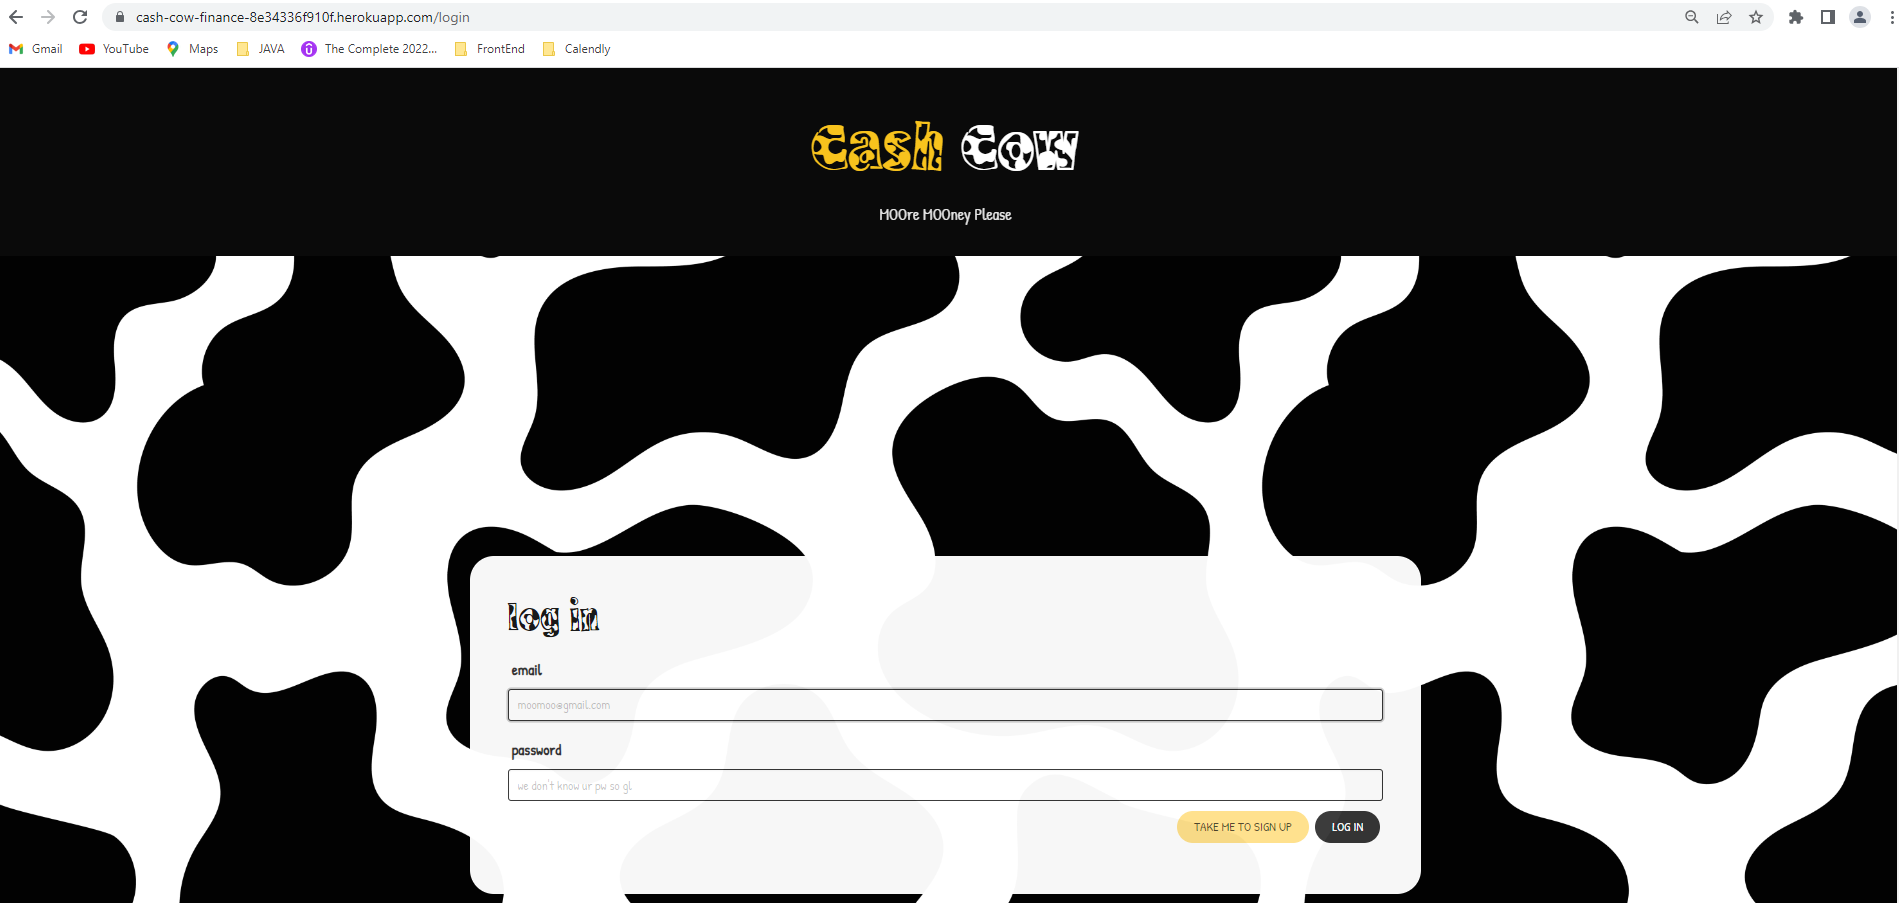 cash-cow-finance-8e34336f910f.herokuapp.com/login
Gmail YouTube Maps JAVA The Complete 2022... FrontEnd Calendly
Cash Cow
MOOre MOOney Please
log in
email
moomoo@gmail.com
password
we don't know ur pw so gl
TAKE ME TO SIGN UP LOG IN